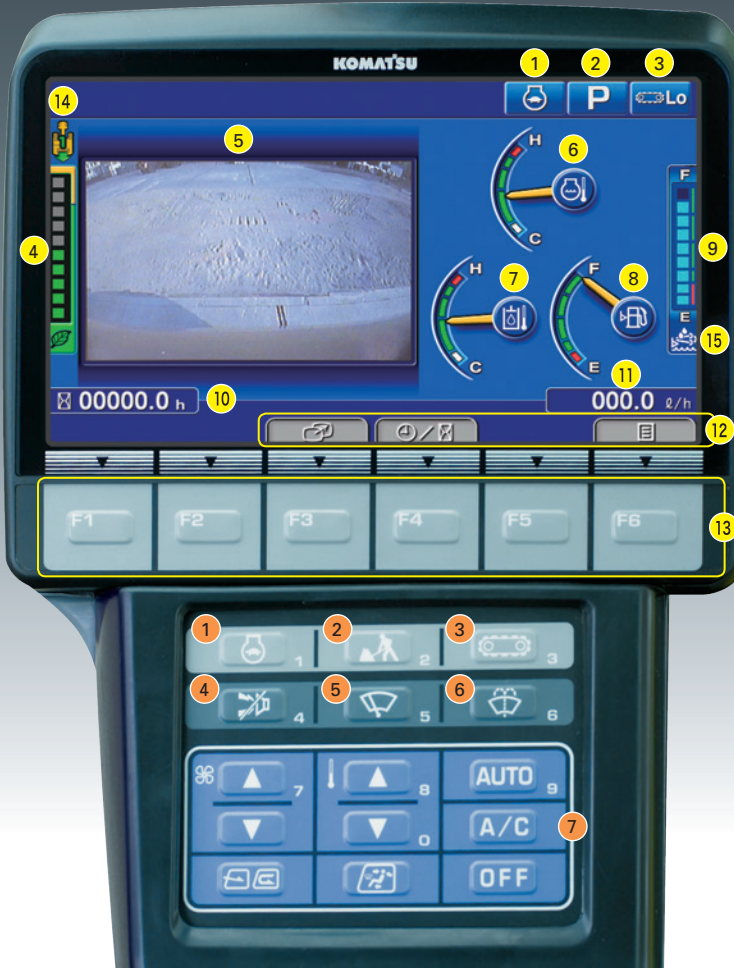 KOMATSU
1 2 3
P Lo
14
5
H
6
F
4
C
9
H
7
F
8
E
C
E
15
11
00000.0 h
10
000.0 ℓ/h
12
F1 F2 F3 F4 F5 F6
13
1 2 3
1 2 3
4 5 6
4 5 6
7 8 AUTO 9
0 A/C
7
OFF